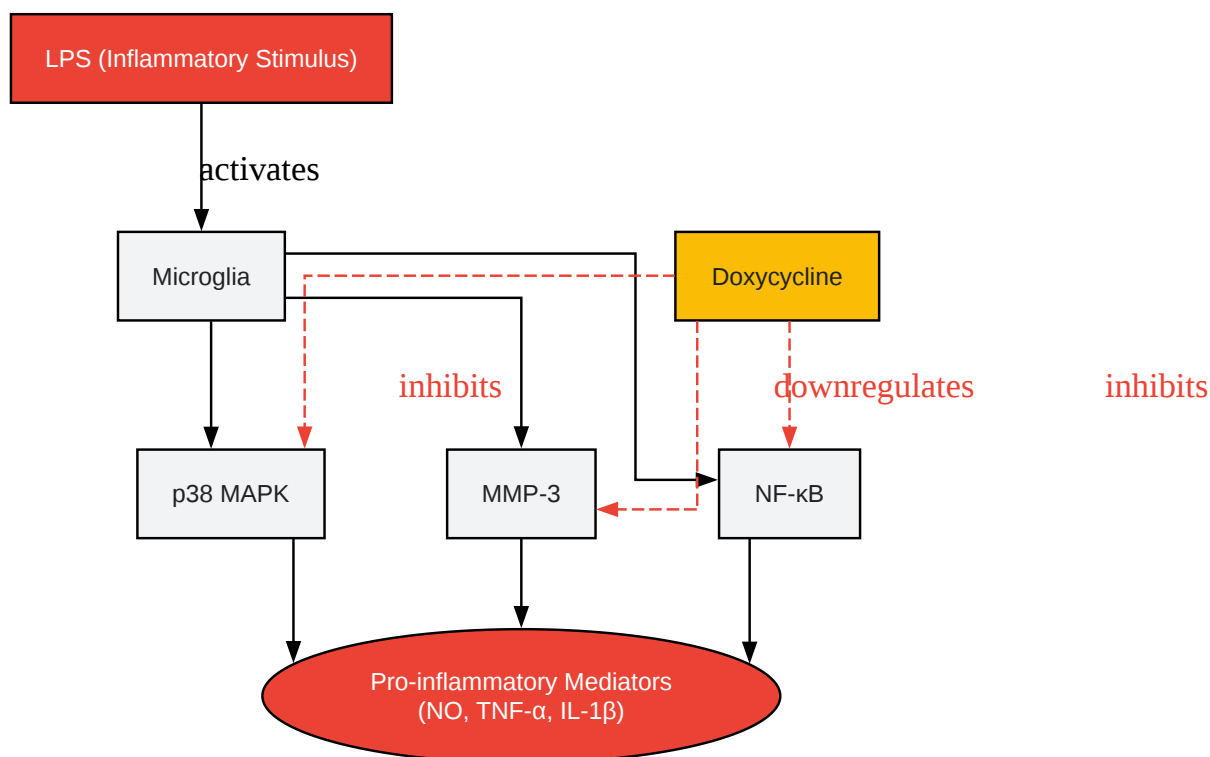 LPS (Inflammatory Stimulus)
activates
Microglia
Doxycycline
inhibits
downregulates
inhibits
p38 MAPK
MMP-3
NF-κB
Pro-inflammatory Mediators
(NO, TNF-α, IL-1β)